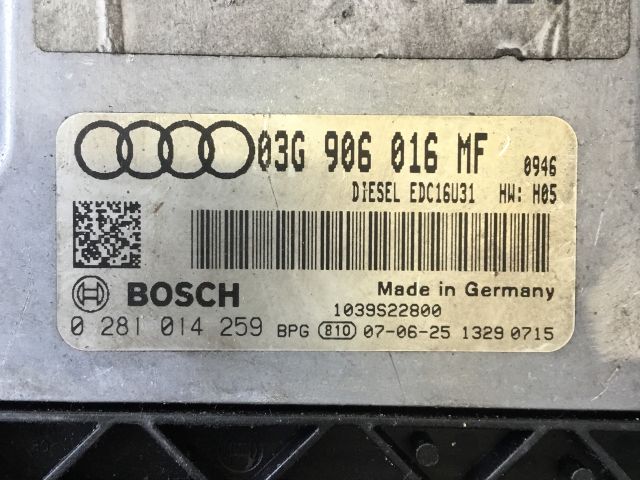 03G 906 016 MF 0946
DIESEL EDC16U31 HW: H05
BOSCH Made in Germany
1039S22800
0 281 014 259 BPG 810 07-06-25 1329 0715